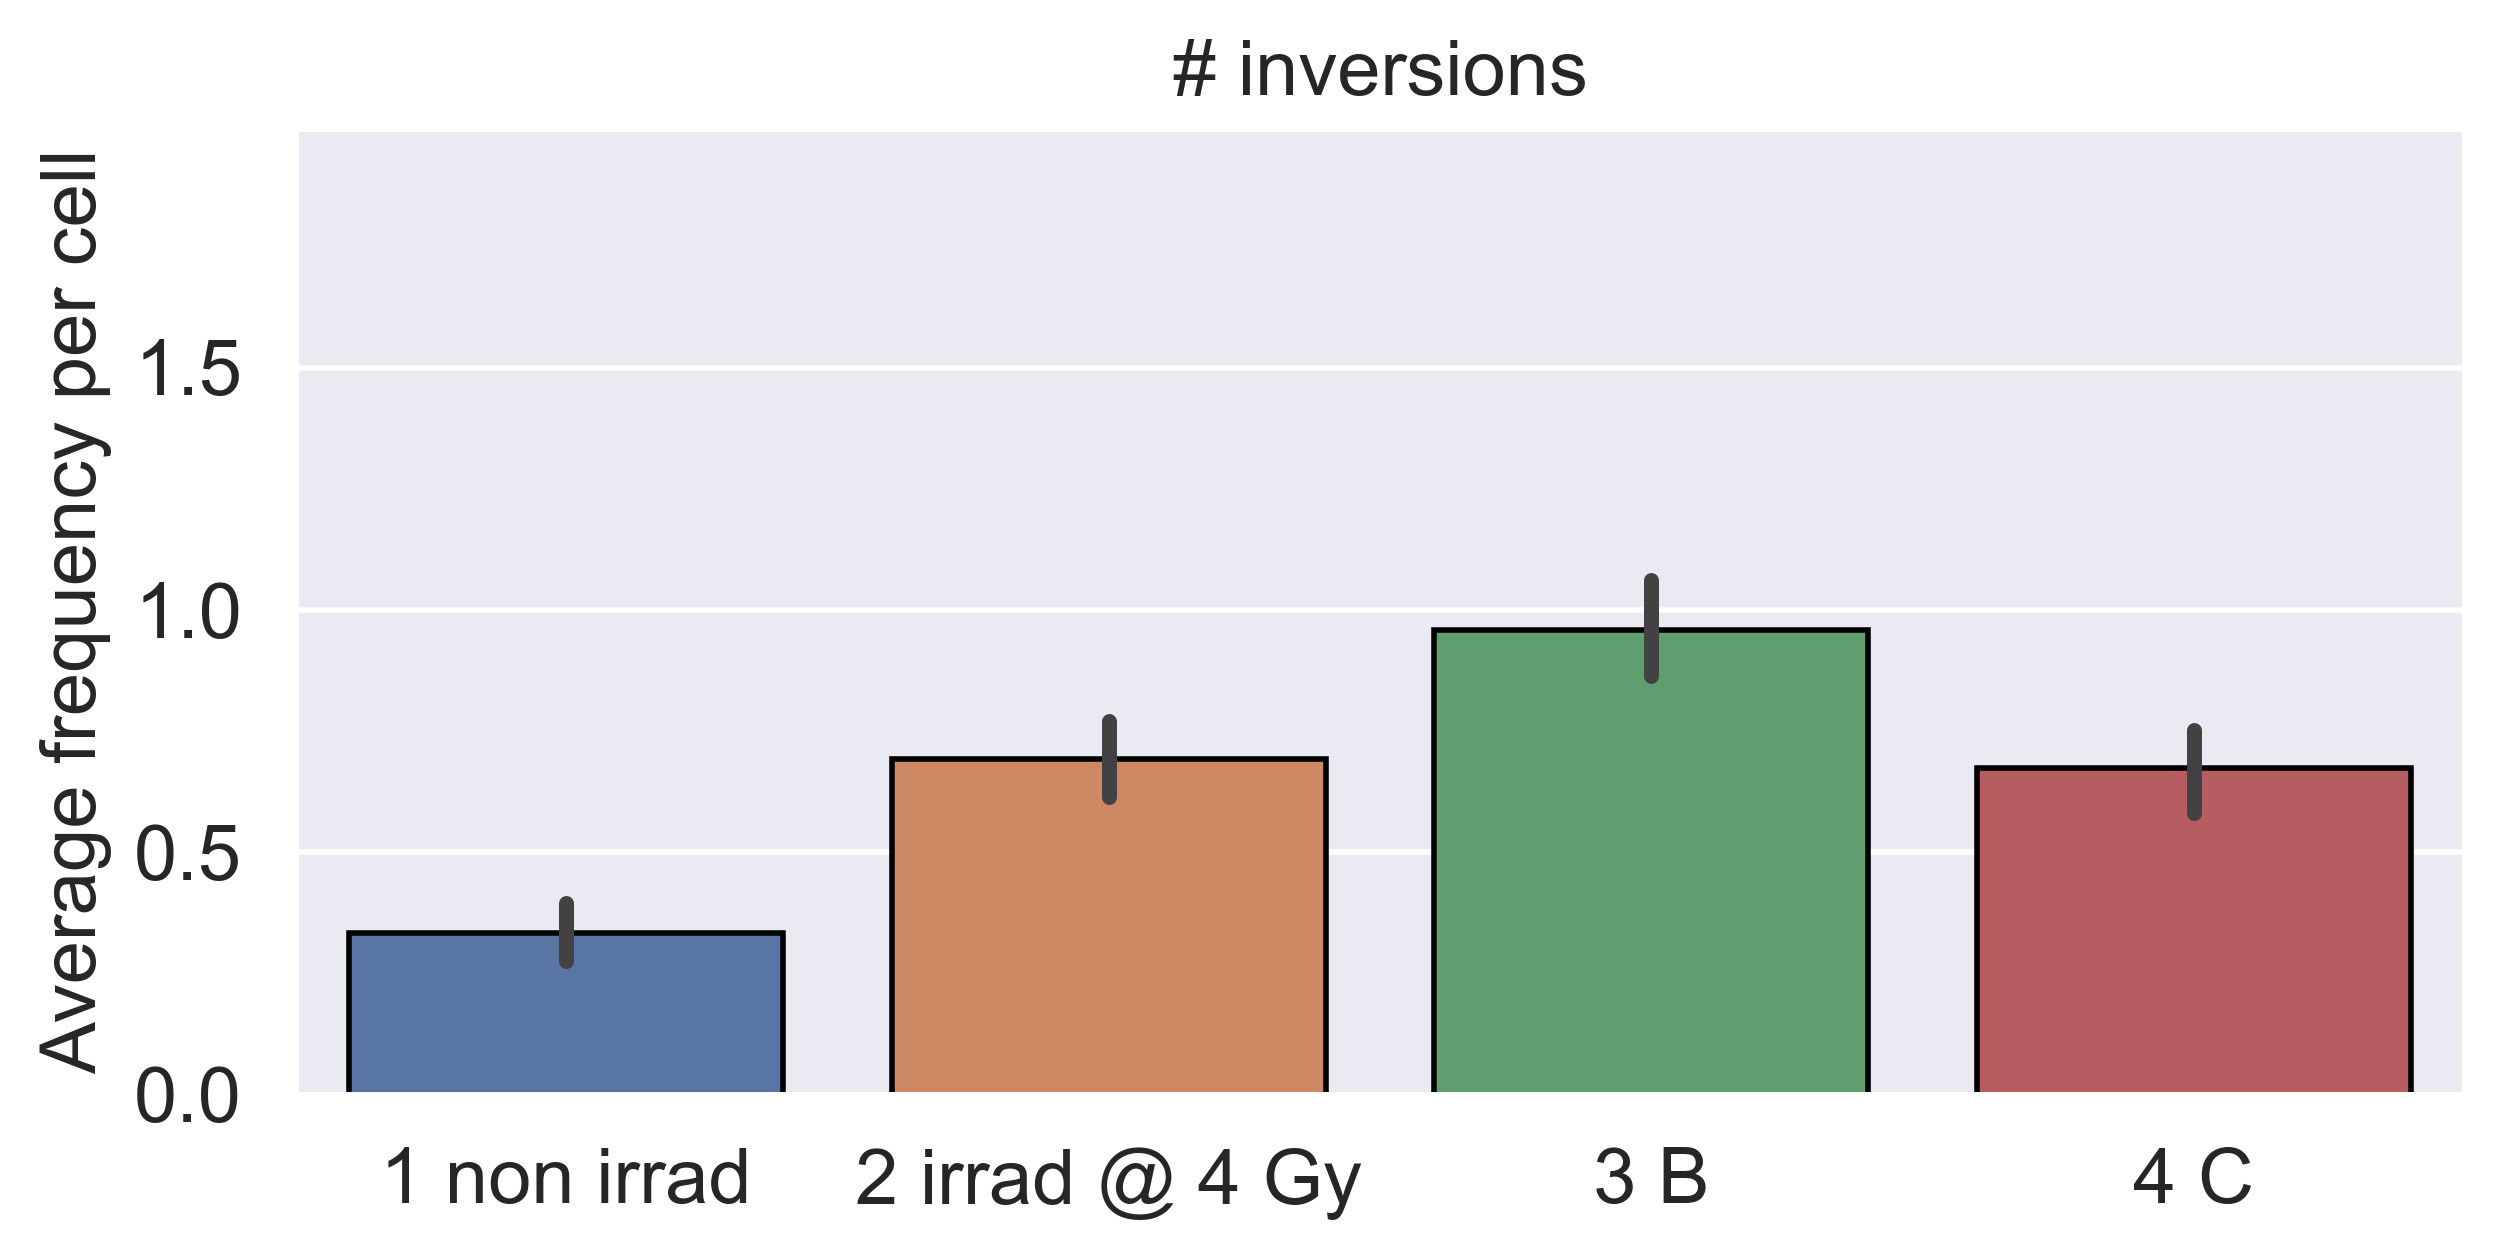 # inversions
Average frequency per cell
1.5
1.0
0.5
0.0
1 non irrad
2 irrad @ 4 Gy
3 B
4 C